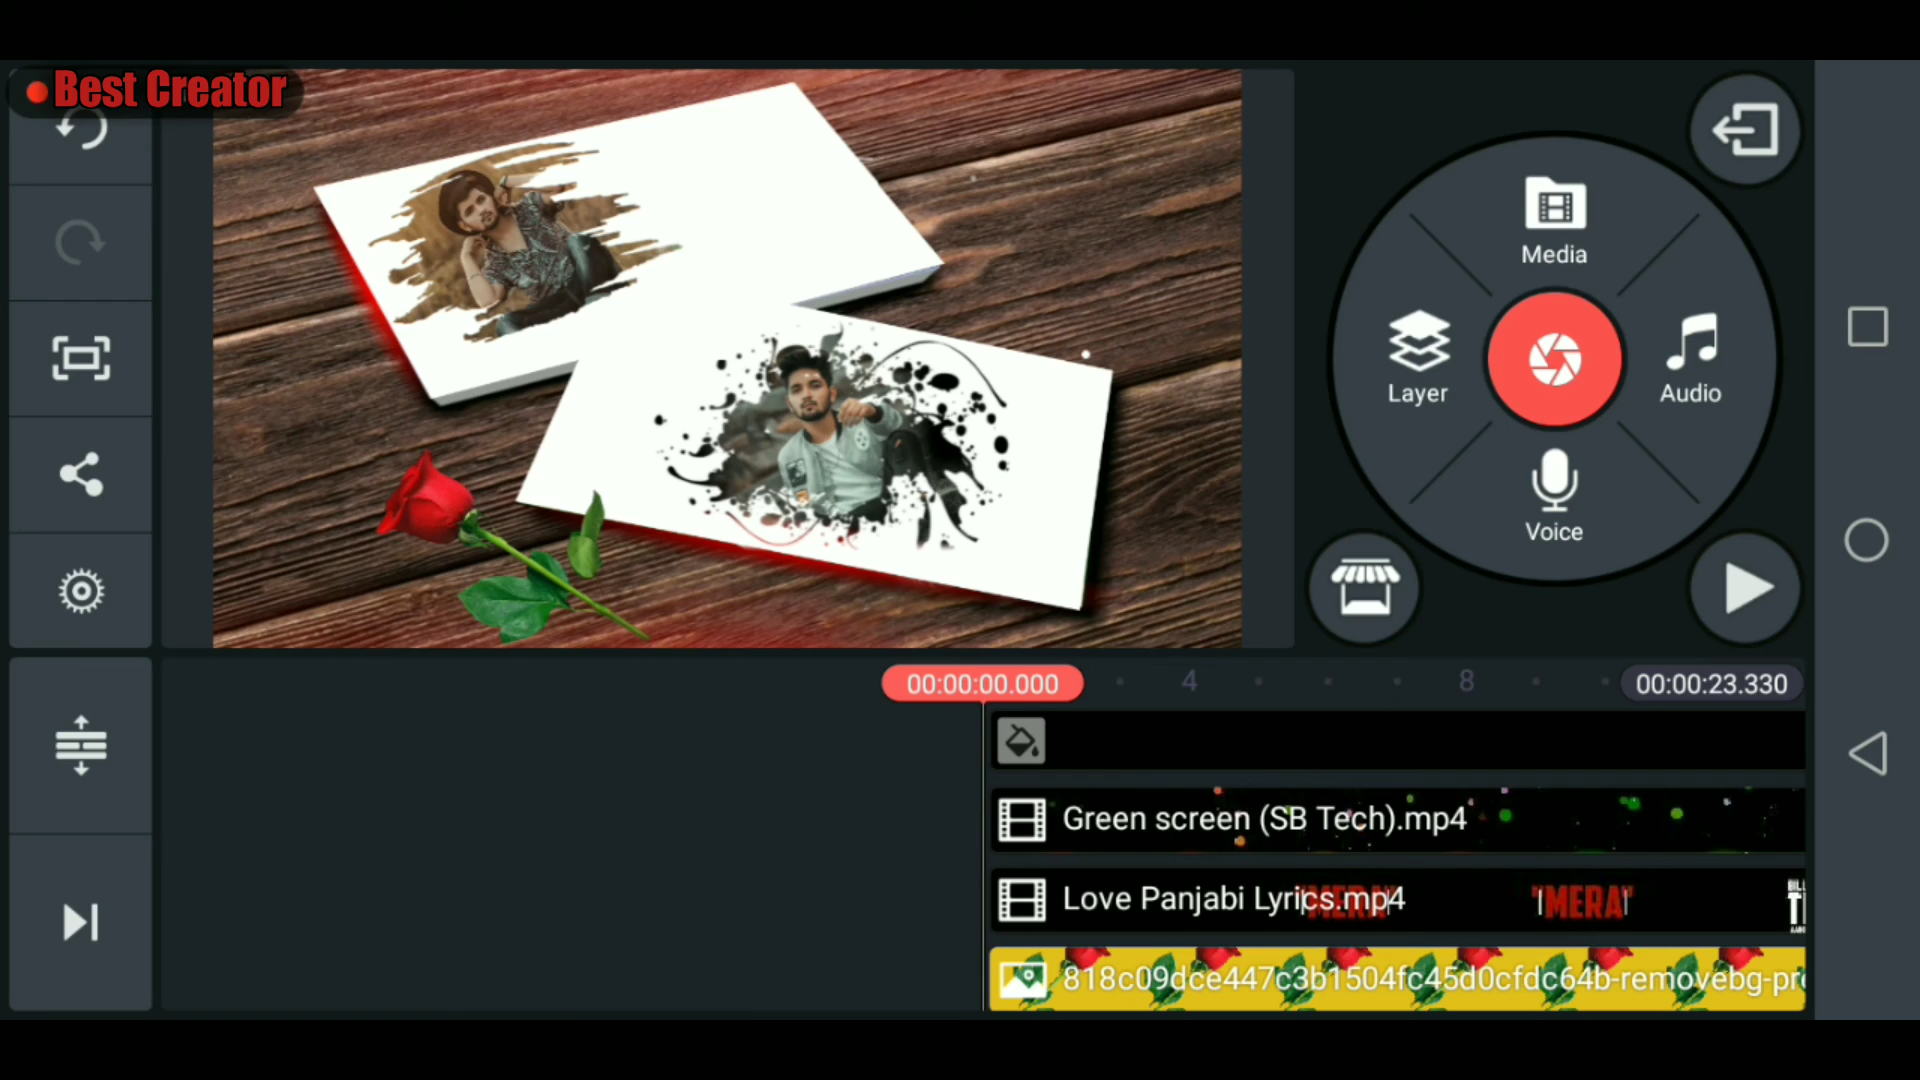 Best Creator
Media
Layer
Audio
Voice
00:00:00.000
4
8
00:00:23.330
Green screen (SB Tech).mp4
Love Panjabi Lyrics.mp4
"MERA"
"MERA"
818c09dce447c3b1504fc45d0cfdc64b-removebg-pr